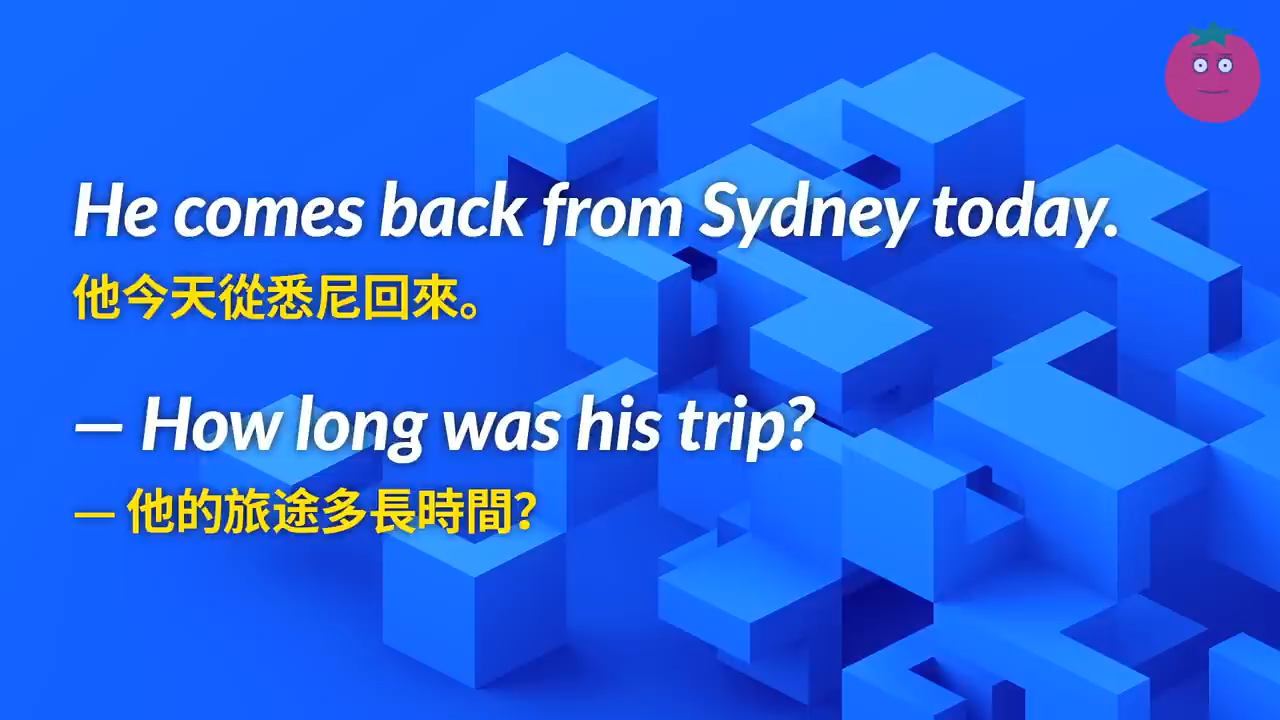 He comes back from Sydney today.
他今天從悉尼回來。
— How long was his trip?
— 他的旅途多長時間？